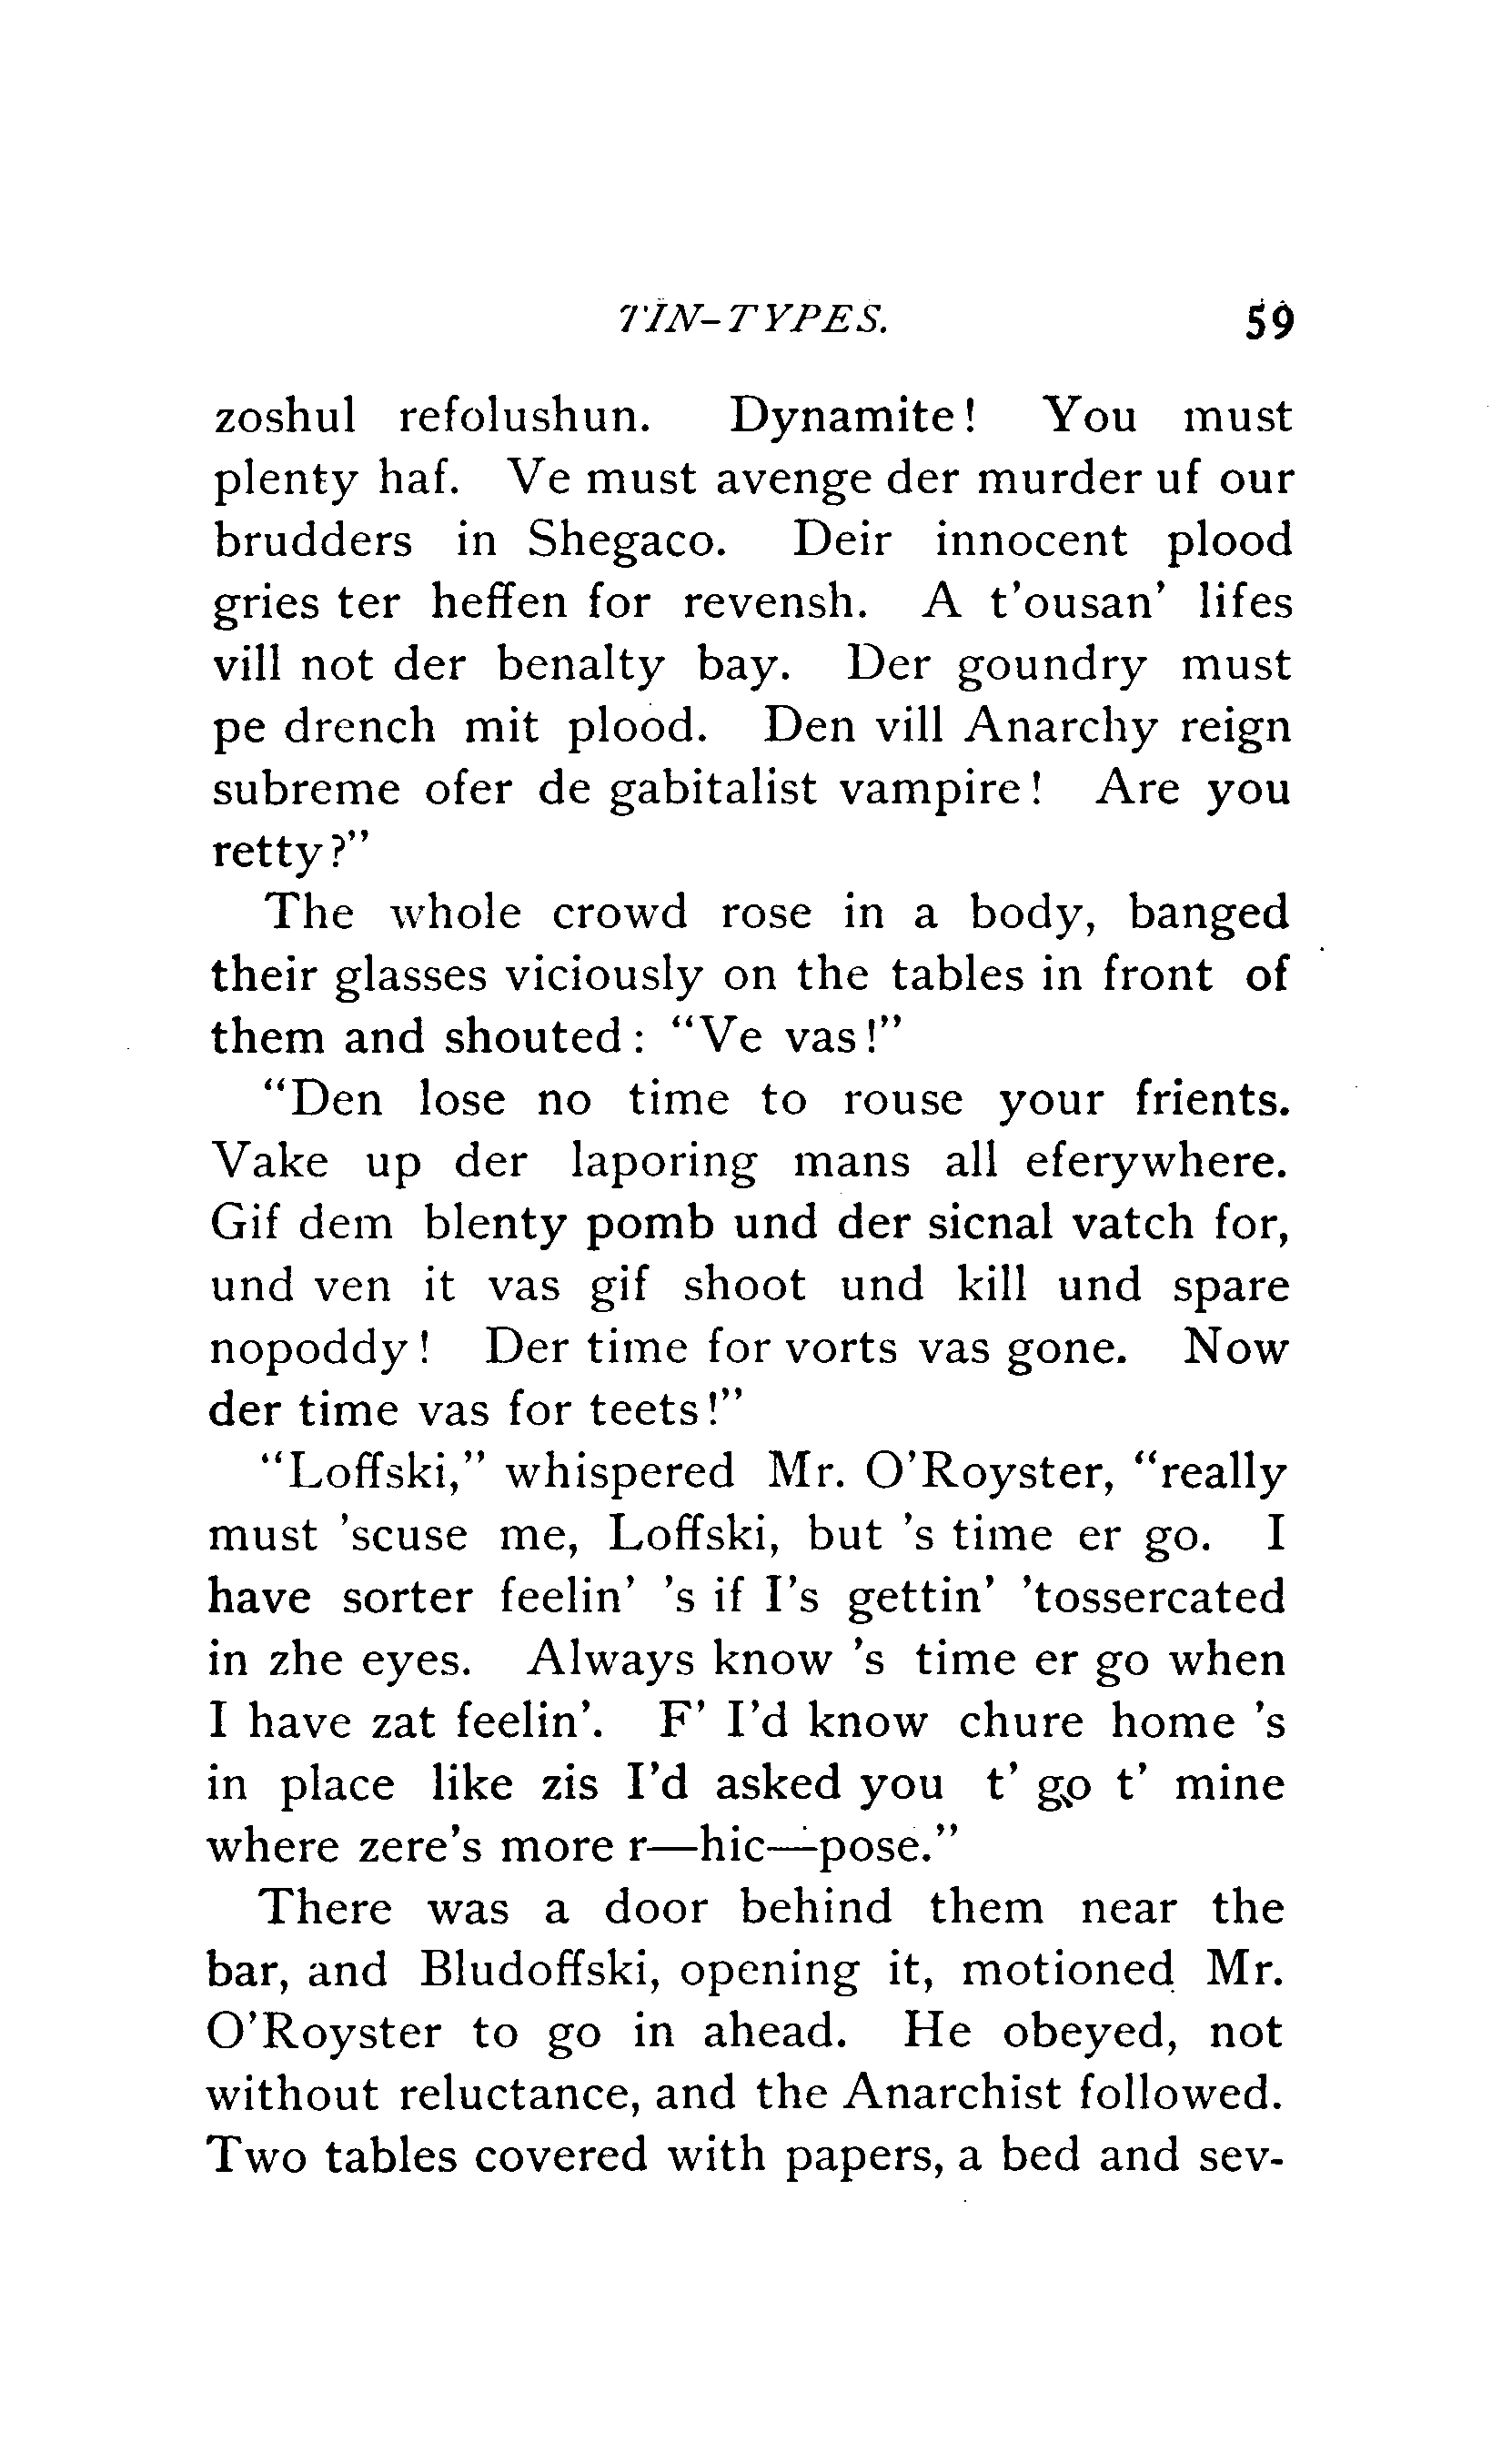 TIN-TYPES. 59
zoshul refolushun. Dynamite! You must
plenty haf. Ve must avenge der murder uf our
brudders in Shegaco. Deir innocent plood
gries ter heffen for revensh. A t'ousan' lifes
vill not der benalty bay. Der goundry must
pe drench mit plood. Den vill Anarchy reign
subreme ofer de gabitalist vampire! Are you
retty?"
The whole crowd rose in a body, banged
their glasses viciously on the tables in front of
them and shouted: "Ve vas!"
"Den lose no time to rouse your frients.
Vake up der laporing mans all eferywhere.
Gif dem blenty pomb und der sicnal vatch for,
und ven it vas gif shoot und kill und spare
nopoddy! Der time for vorts vas gone. Now
der time vas for teets!"
"Loffski," whispered Mr. O'Royster, "really
must 'scuse me, Loffski, but 's time er go. I
have sorter feelin' 's if I's gettin' 'tossercated
in zhe eyes. Always know 's time er go when
I have zat feelin'. F' I'd know chure home 's
in place like zis I'd asked you t' go t' mine
where zere's more r—hic—pose."
There was a door behind them near the
bar, and Bludoffski, opening it, motioned Mr.
O'Royster to go in ahead. He obeyed, not
without reluctance, and the Anarchist followed.
Two tables covered with papers, a bed and sev-